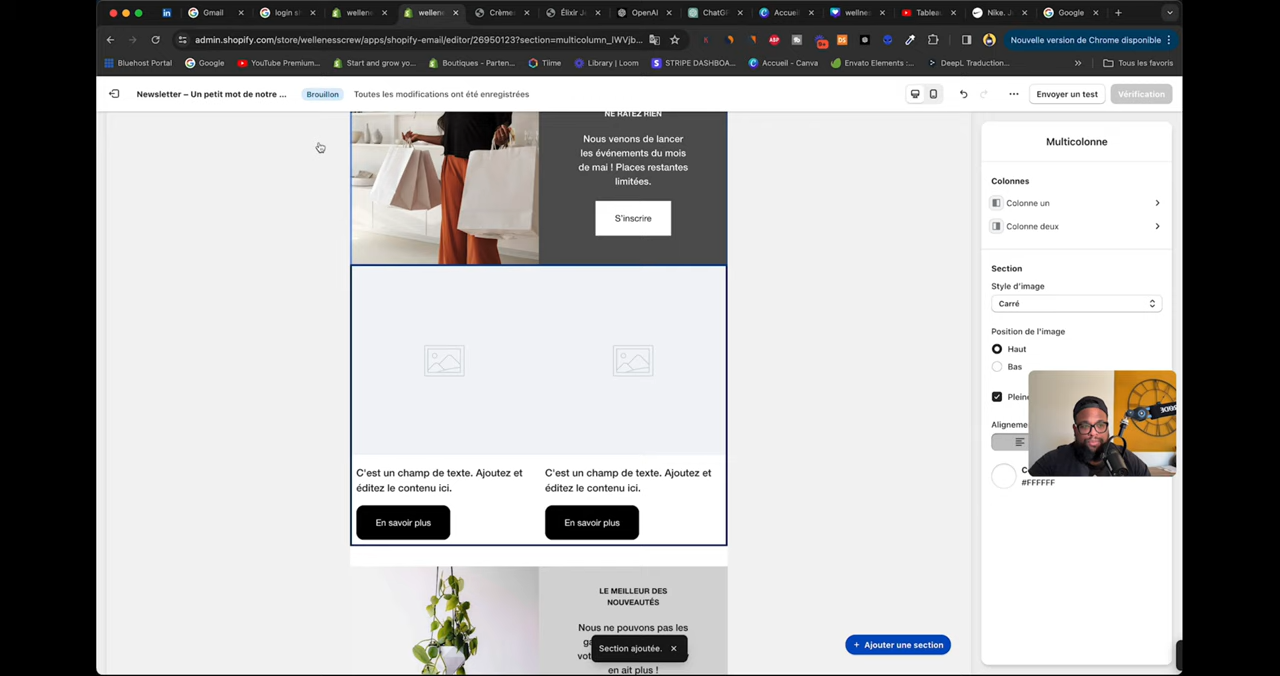 Gmail
login sh
wellene
wellene
Crème
Élixir J
OpenAI
ChatG
Accueil
wellnes
Tableau
Nike. J
Google
admin.shopify.com/store/wellenesscrew/apps/shopify-email/editor/26950123?section=multicolumn_lWVjb...
Nouvelle version de Chrome disponible
Bluehost Portal
Google
YouTube Premium...
Start and grow yo...
Boutiques - Parten...
Tiime
Library | Loom
STRIPE DASHBOA...
Accueil - Canva
Envato Elements :...
DeepL Traduction...
Tous les favoris
Newsletter – Un petit mot de notre ...
Brouillon
Toutes les modifications ont été enregistrées
Envoyer un test
Vérification
NE RATEZ RIEN
Nous venons de lancer
les événements du mois
de mai ! Places restantes
limitées.
S'inscrire
C'est un champ de texte. Ajoutez et
éditez le contenu ici.
En savoir plus
C'est un champ de texte. Ajoutez et
éditez le contenu ici.
En savoir plus
LE MEILLEUR DES
NOUVEAUTÉS
Nous ne pouvons pas les
en ait plus !
Section ajoutée.
Ajouter une section
Multicolonne
Colonnes
Colonne un
Colonne deux
Section
Style d'image
Carré
Position de l'image
Haut
Bas
#FFFFFF